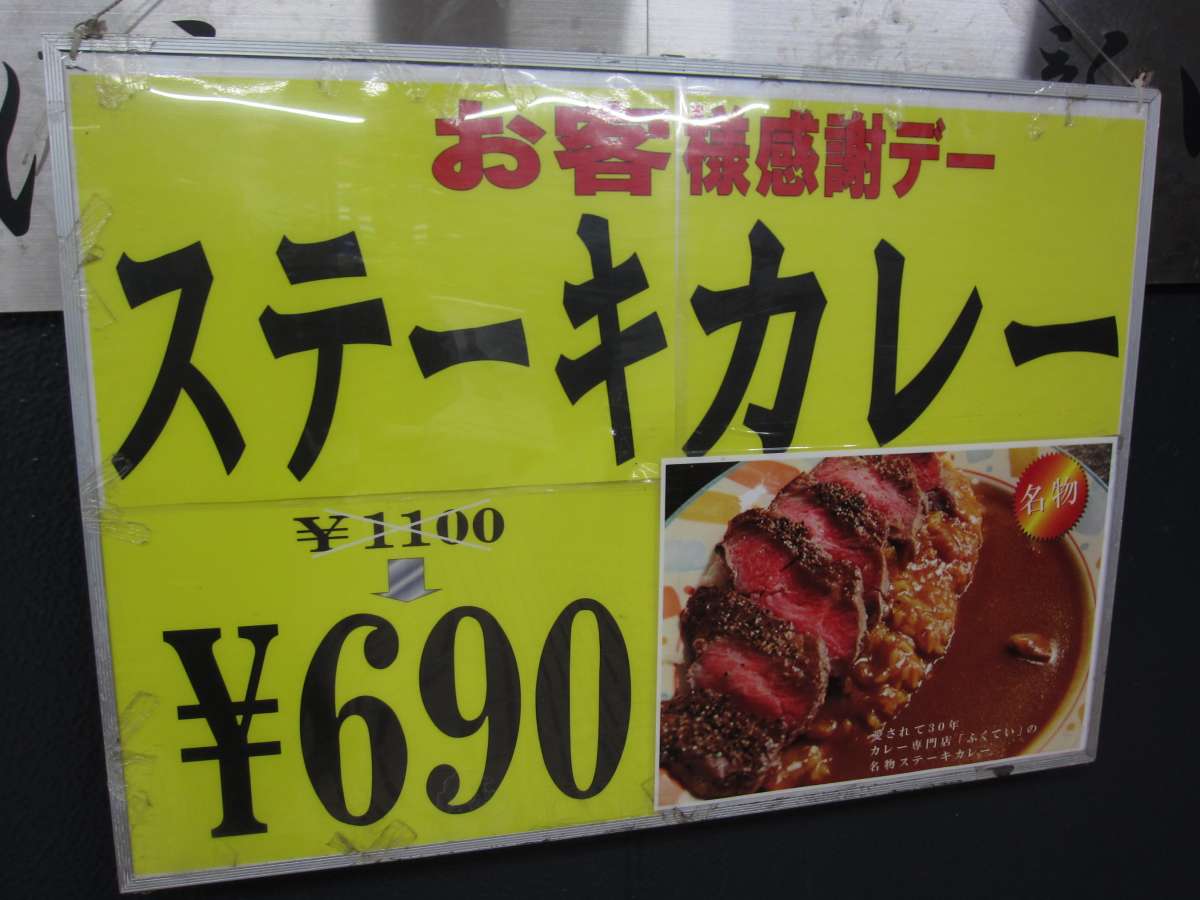 お客様感謝デー
ステーキカレー
¥1100
¥690
名物
愛されて30年
カレー専門店「ふくてい」の
名物ステーキカレー